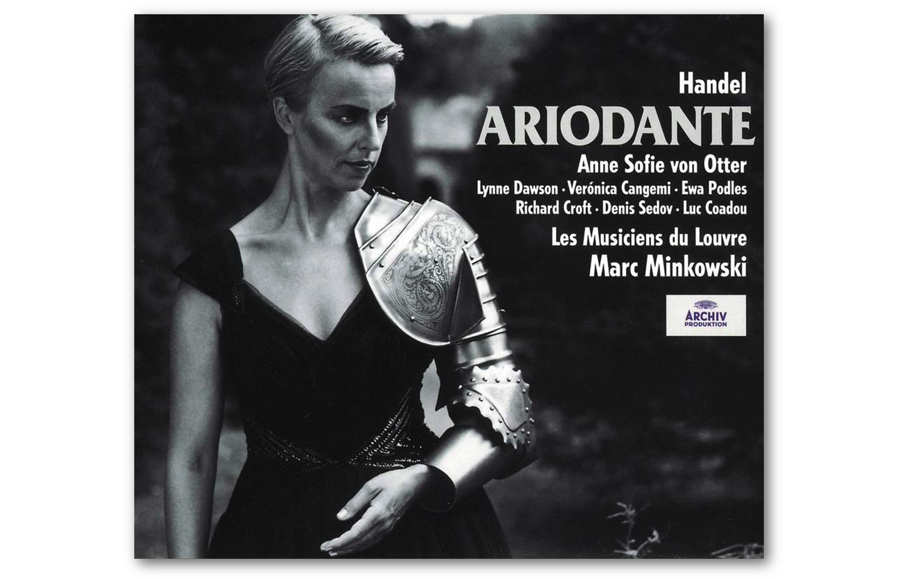 Handel
ARIODANTE
Anne Sofie von Otter
Lynne Dawson · Verónica Cangemi · Ewa Podles
Richard Croft · Denis Sedov · Luc Coadou
Les Musiciens du Louvre
Marc Minkowski
ARCHIV
PRODUKTION